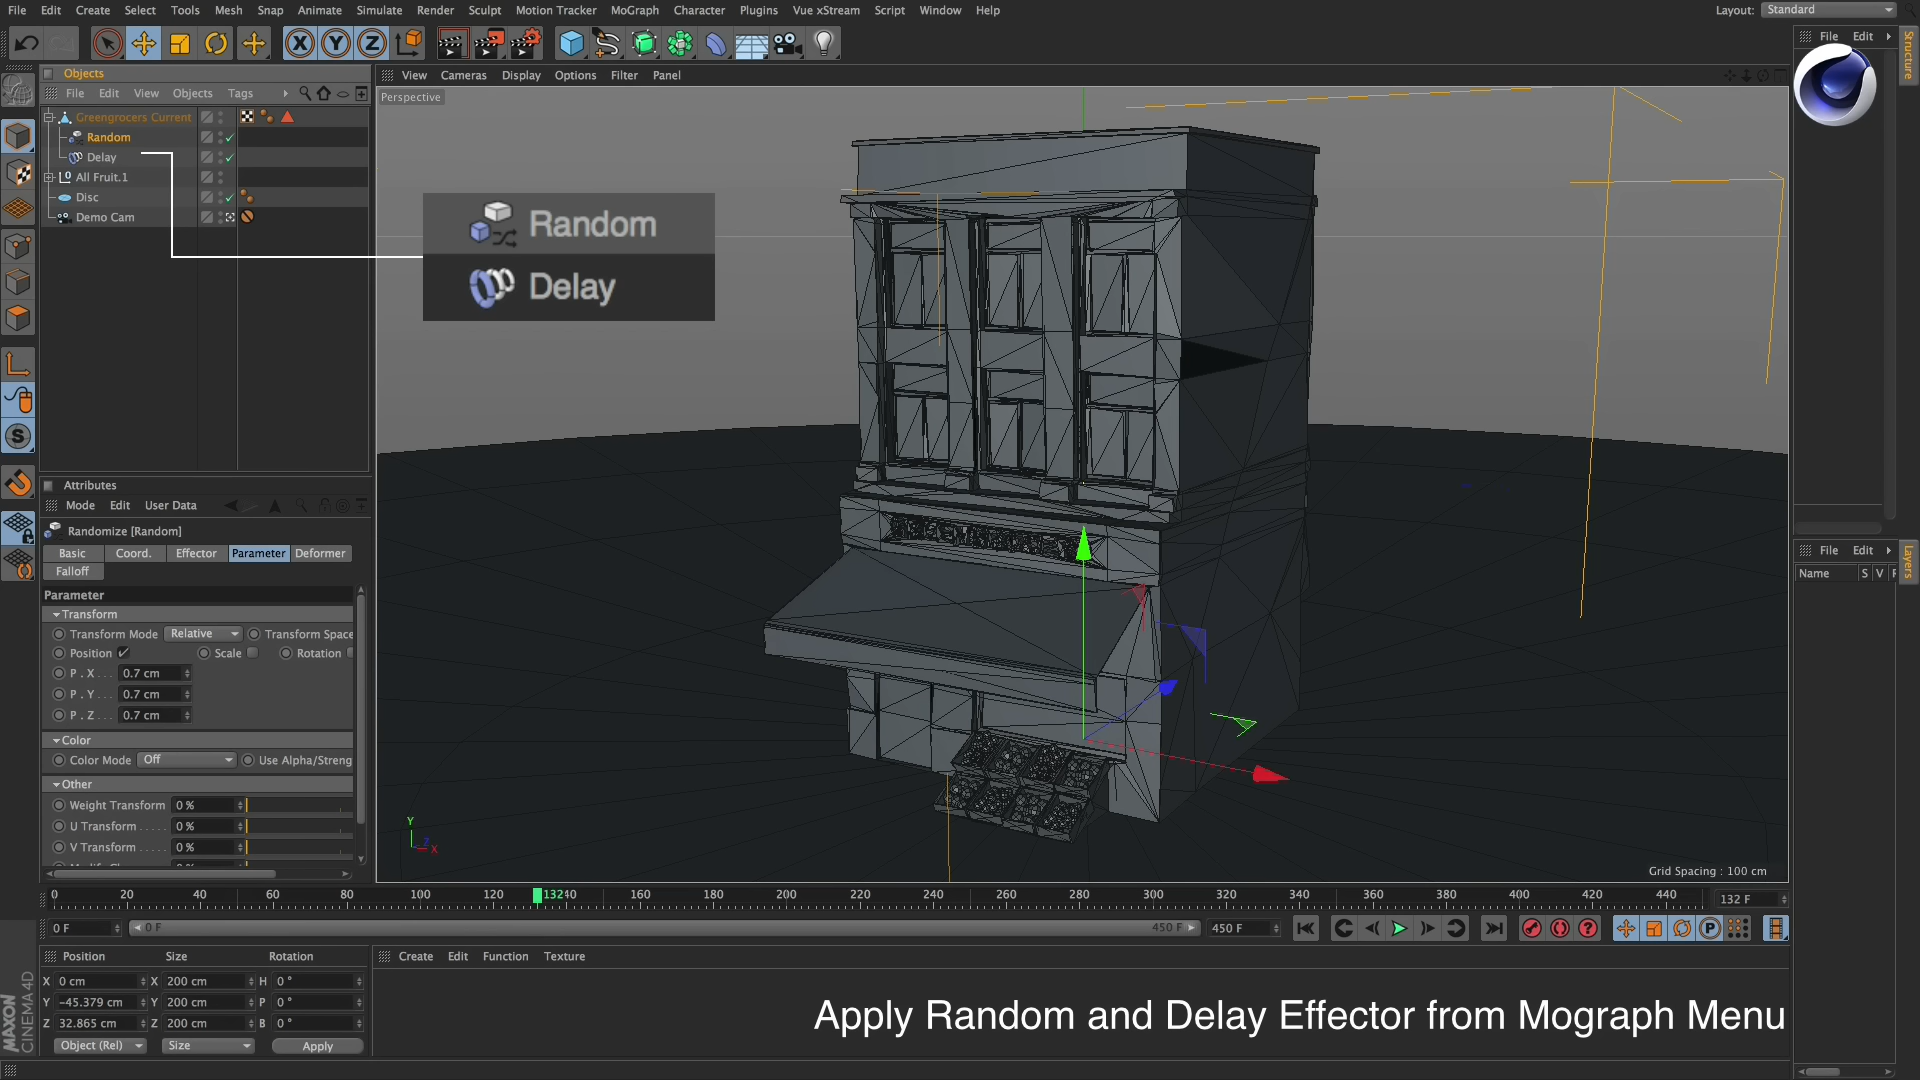 File Edit Create Select Tools Mesh Snap Animate Simulate Render Sculpt Motion Tracker MoGraph Character Plugins Vue xStream Script Window Help Layout: Standard
File Edit
Structure
Objects
File Edit View Objects Tags
Greengrocers Current
Random
Delay
All Fruit.1
Disc
Demo Cam
View Cameras Display Options Filter Panel
Perspective
Random
Delay
Attributes
Mode Edit User Data
Randomize [Random]
Basic Coord. Effector Parameter Deformer
Falloff
Parameter
Transform
Transform Mode Relative Transform Space
Position Scale Rotation
P . X . . . 0.7 cm
P . Y . . . 0.7 cm
P . Z . . . 0.7 cm
Color
Color Mode Off Use Alpha/Streng
Other
Weight Transform 0 %
U Transform . . . . . 0 %
V Transform . . . . . 0 %
Y
Z
X
Grid Spacing : 100 cm
File Edit
Layers
Name S V
0 20 40 60 80 100 120 132 140 160 180 200 220 240 260 280 300 320 340 360 380 400 420 440 132 F
0 F 0 F 450 F 450 F
Position Size Rotation
X 0 cm X 200 cm H 0 °
Y -45.379 cm Y 200 cm P 0 °
Z 32.865 cm Z 200 cm B 0 °
Object (Rel) Size Apply
Create Edit Function Texture
MAXON
CINEMA 4D
Apply Random and Delay Effector from Mograph Menu